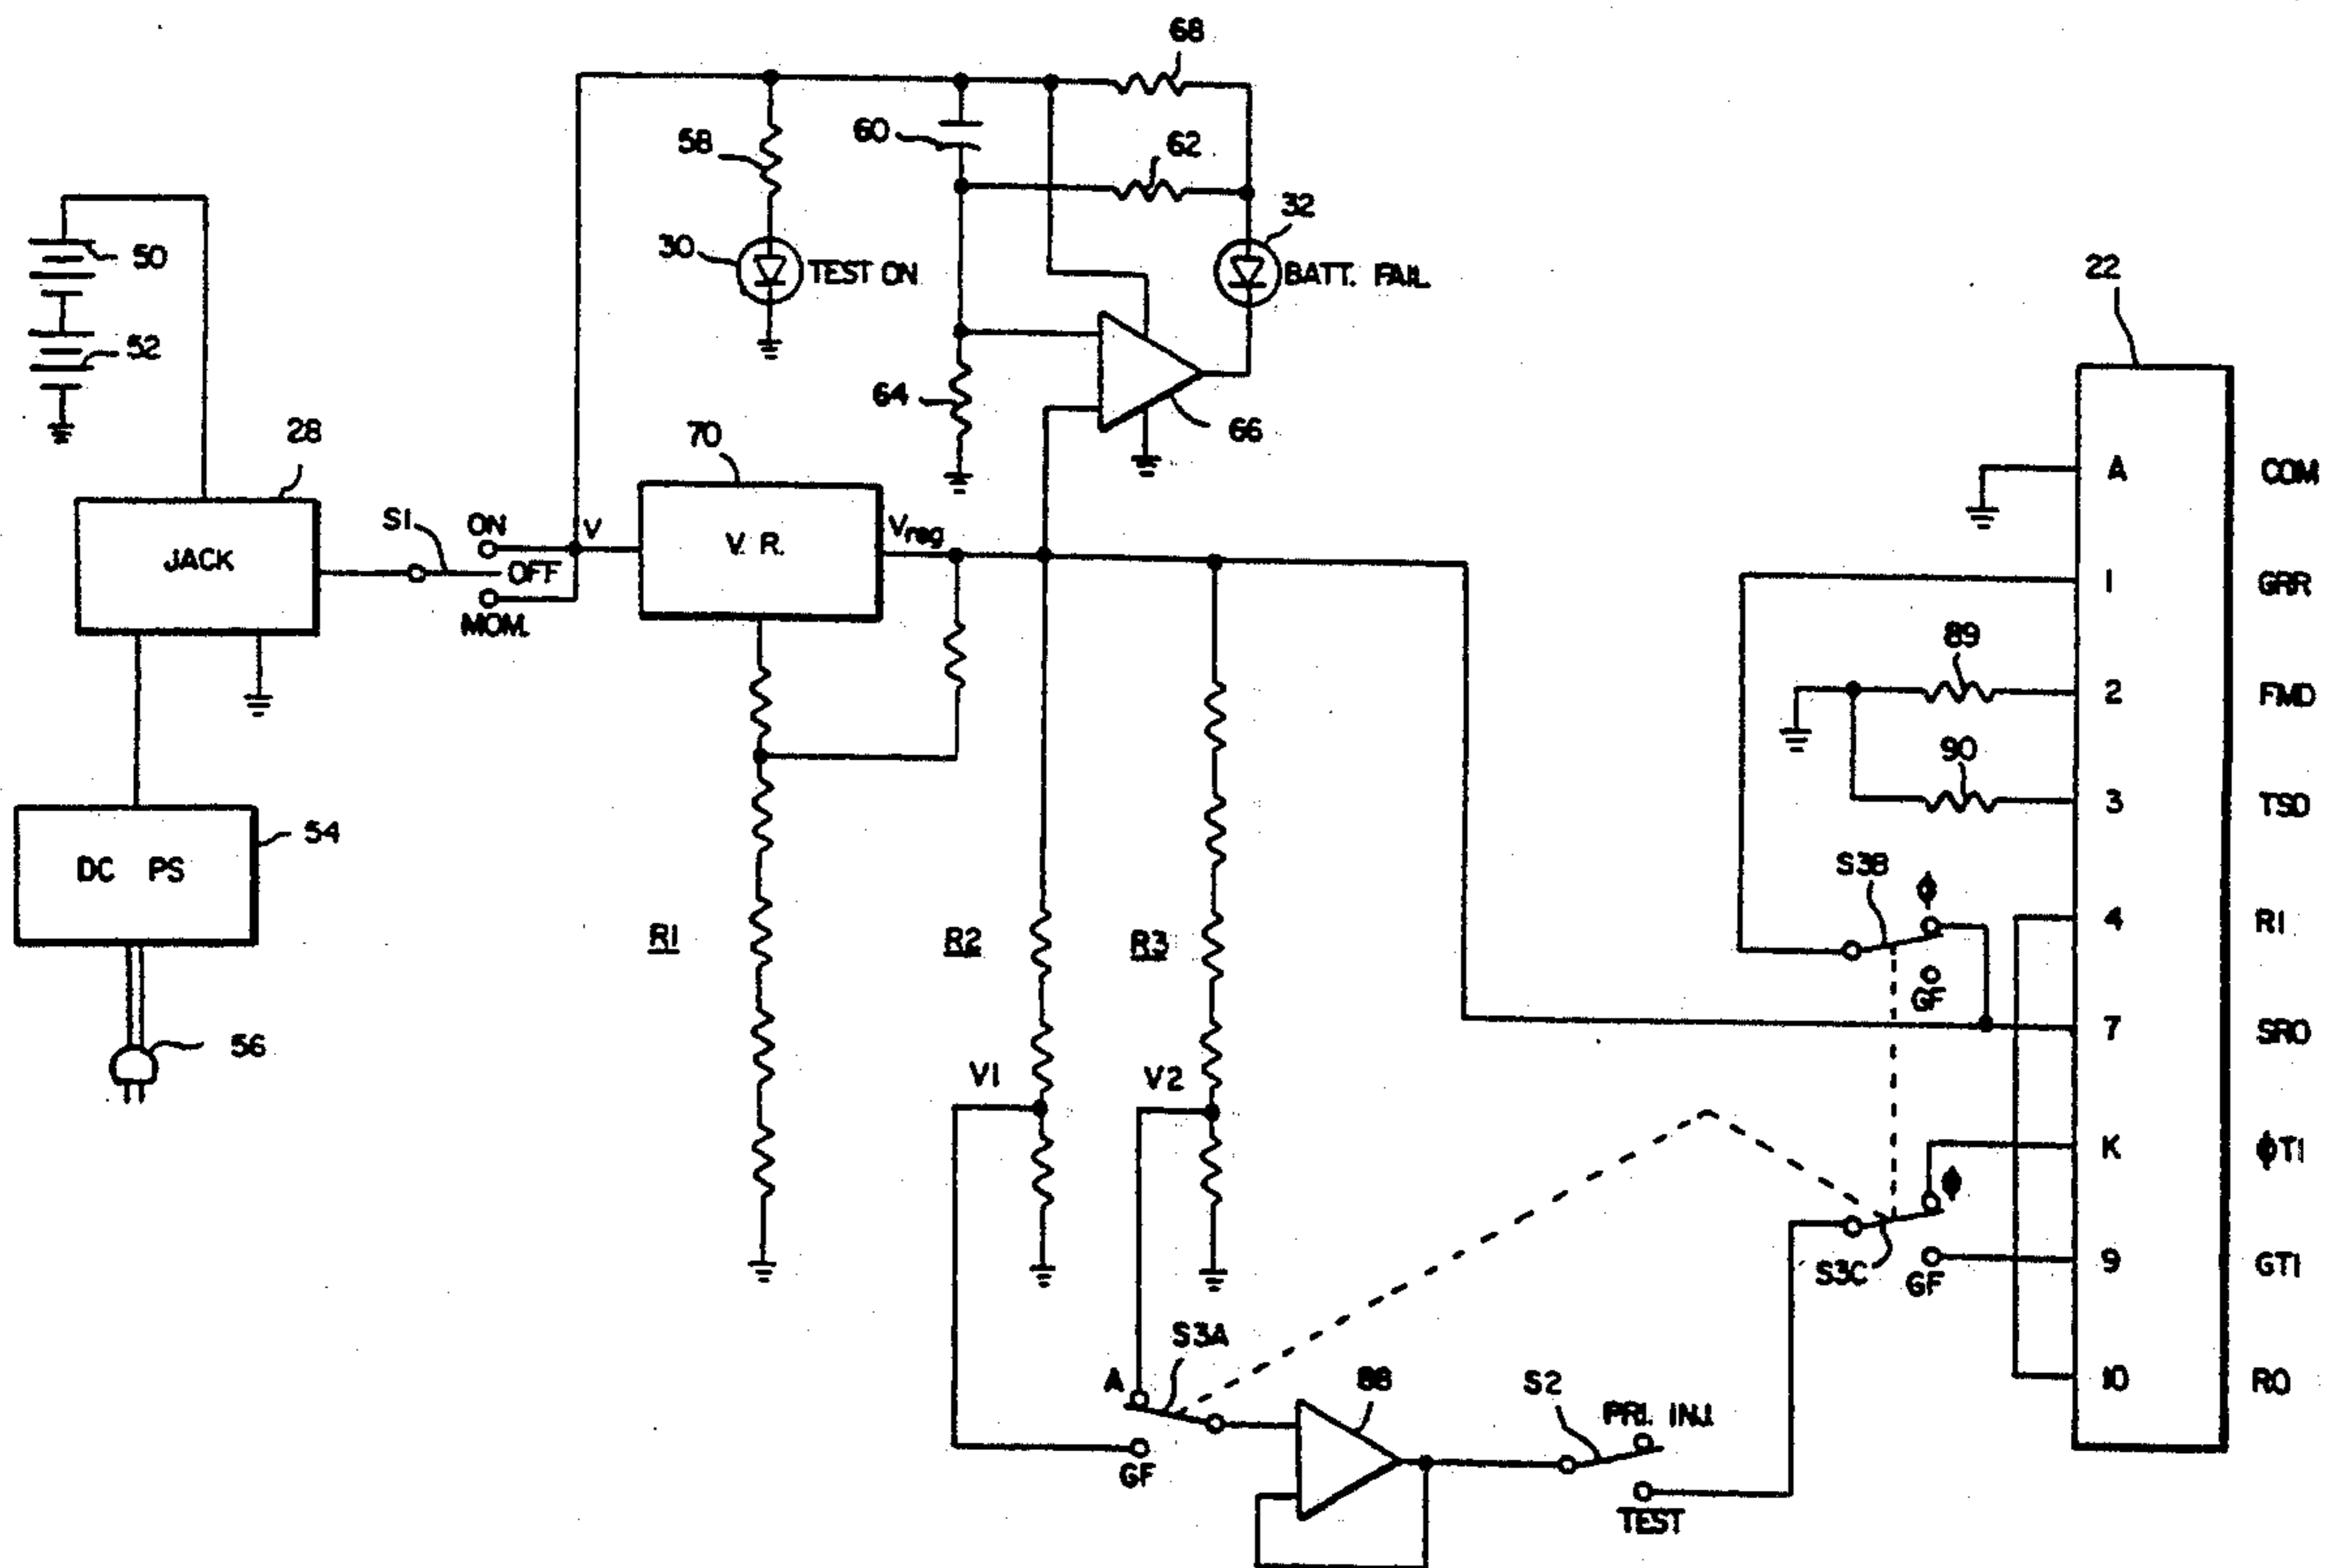 68
60
58
62
32
30
TEST ON
BATT. FAIL
50
52
64
66
22
28
70
JACK
S1
ON
OFF
MOM.
V
V. R.
Vreg
A COM
1 GRR
89
2 FMD
90
3 TSD
54
DC PS
S3B
ϕ
GF
4 R1
R1
R2
R3
7 SRO
56
V1
V2
K ϕT1
ϕ
S3C
GF
9 GT1
S3A
A
GF
88
S2
PRI. INJ.
TEST
10 RO